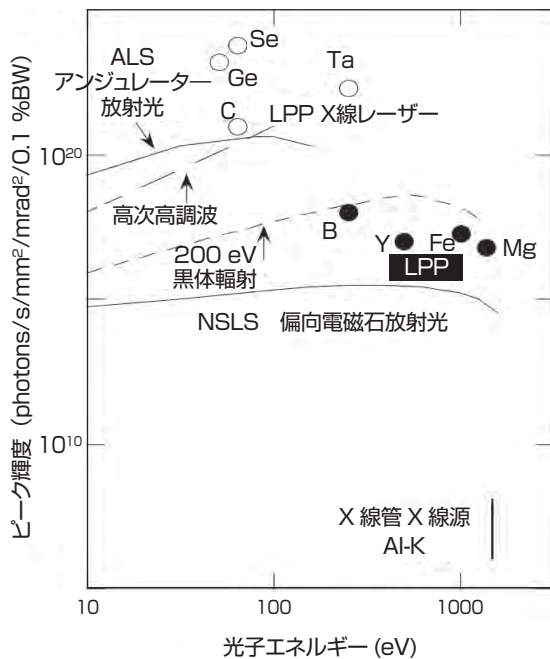 ピーク輝度 (photons/s/mm²/mrad²/0.1 %BW)
10²⁰
10¹⁰
ALS
アンジュレーター
放射光
Se
Ge
C
Ta
LPP X線レーザー
高次高調波
200 eV
黒体輻射
B
Y
Fe
Mg
LPP
NSLS 偏向電磁石放射光
X 線管 X 線源
Al-K
10
100
1000
光子エネルギー (eV)